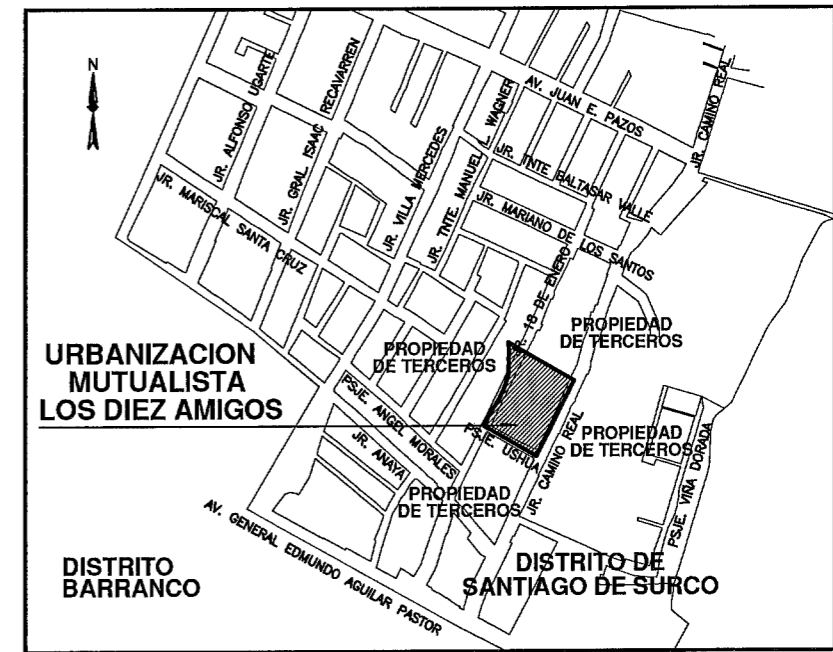 N
JR. ALFONSO UGARTE
JR. GRAL ISAAC RECAVARREN
AV. JUAN E. PAZOS
JR. CAMINO REAL
JR. VILLA MERCEDES
JR. TNTE MANUEL L WAGNER
JR. TNTE BALTASAR VALLE
JR. MARIANO DE LOS SANTOS
JR. MARISCAL SANTA CRUZ
JR. 18 DE ENERO
PROPIEDAD
DE TERCEROS
PROPIEDAD
DE TERCEROS
URBANIZACION
MUTUALISTA
LOS DIEZ AMIGOS
PSJE. ANGEL MORALES
JR. ANAYA
PSJE. USHUA
JR. CAMINO REAL
PROPIEDAD
DE TERCEROS
PSJE. VIÑA DORADA
PROPIEDAD
DE TERCEROS
AV. GENERAL EDMUNDO AGUILAR PASTOR
DISTRITO
BARRANCO
DISTRITO DE
SANTIAGO DE SURCO